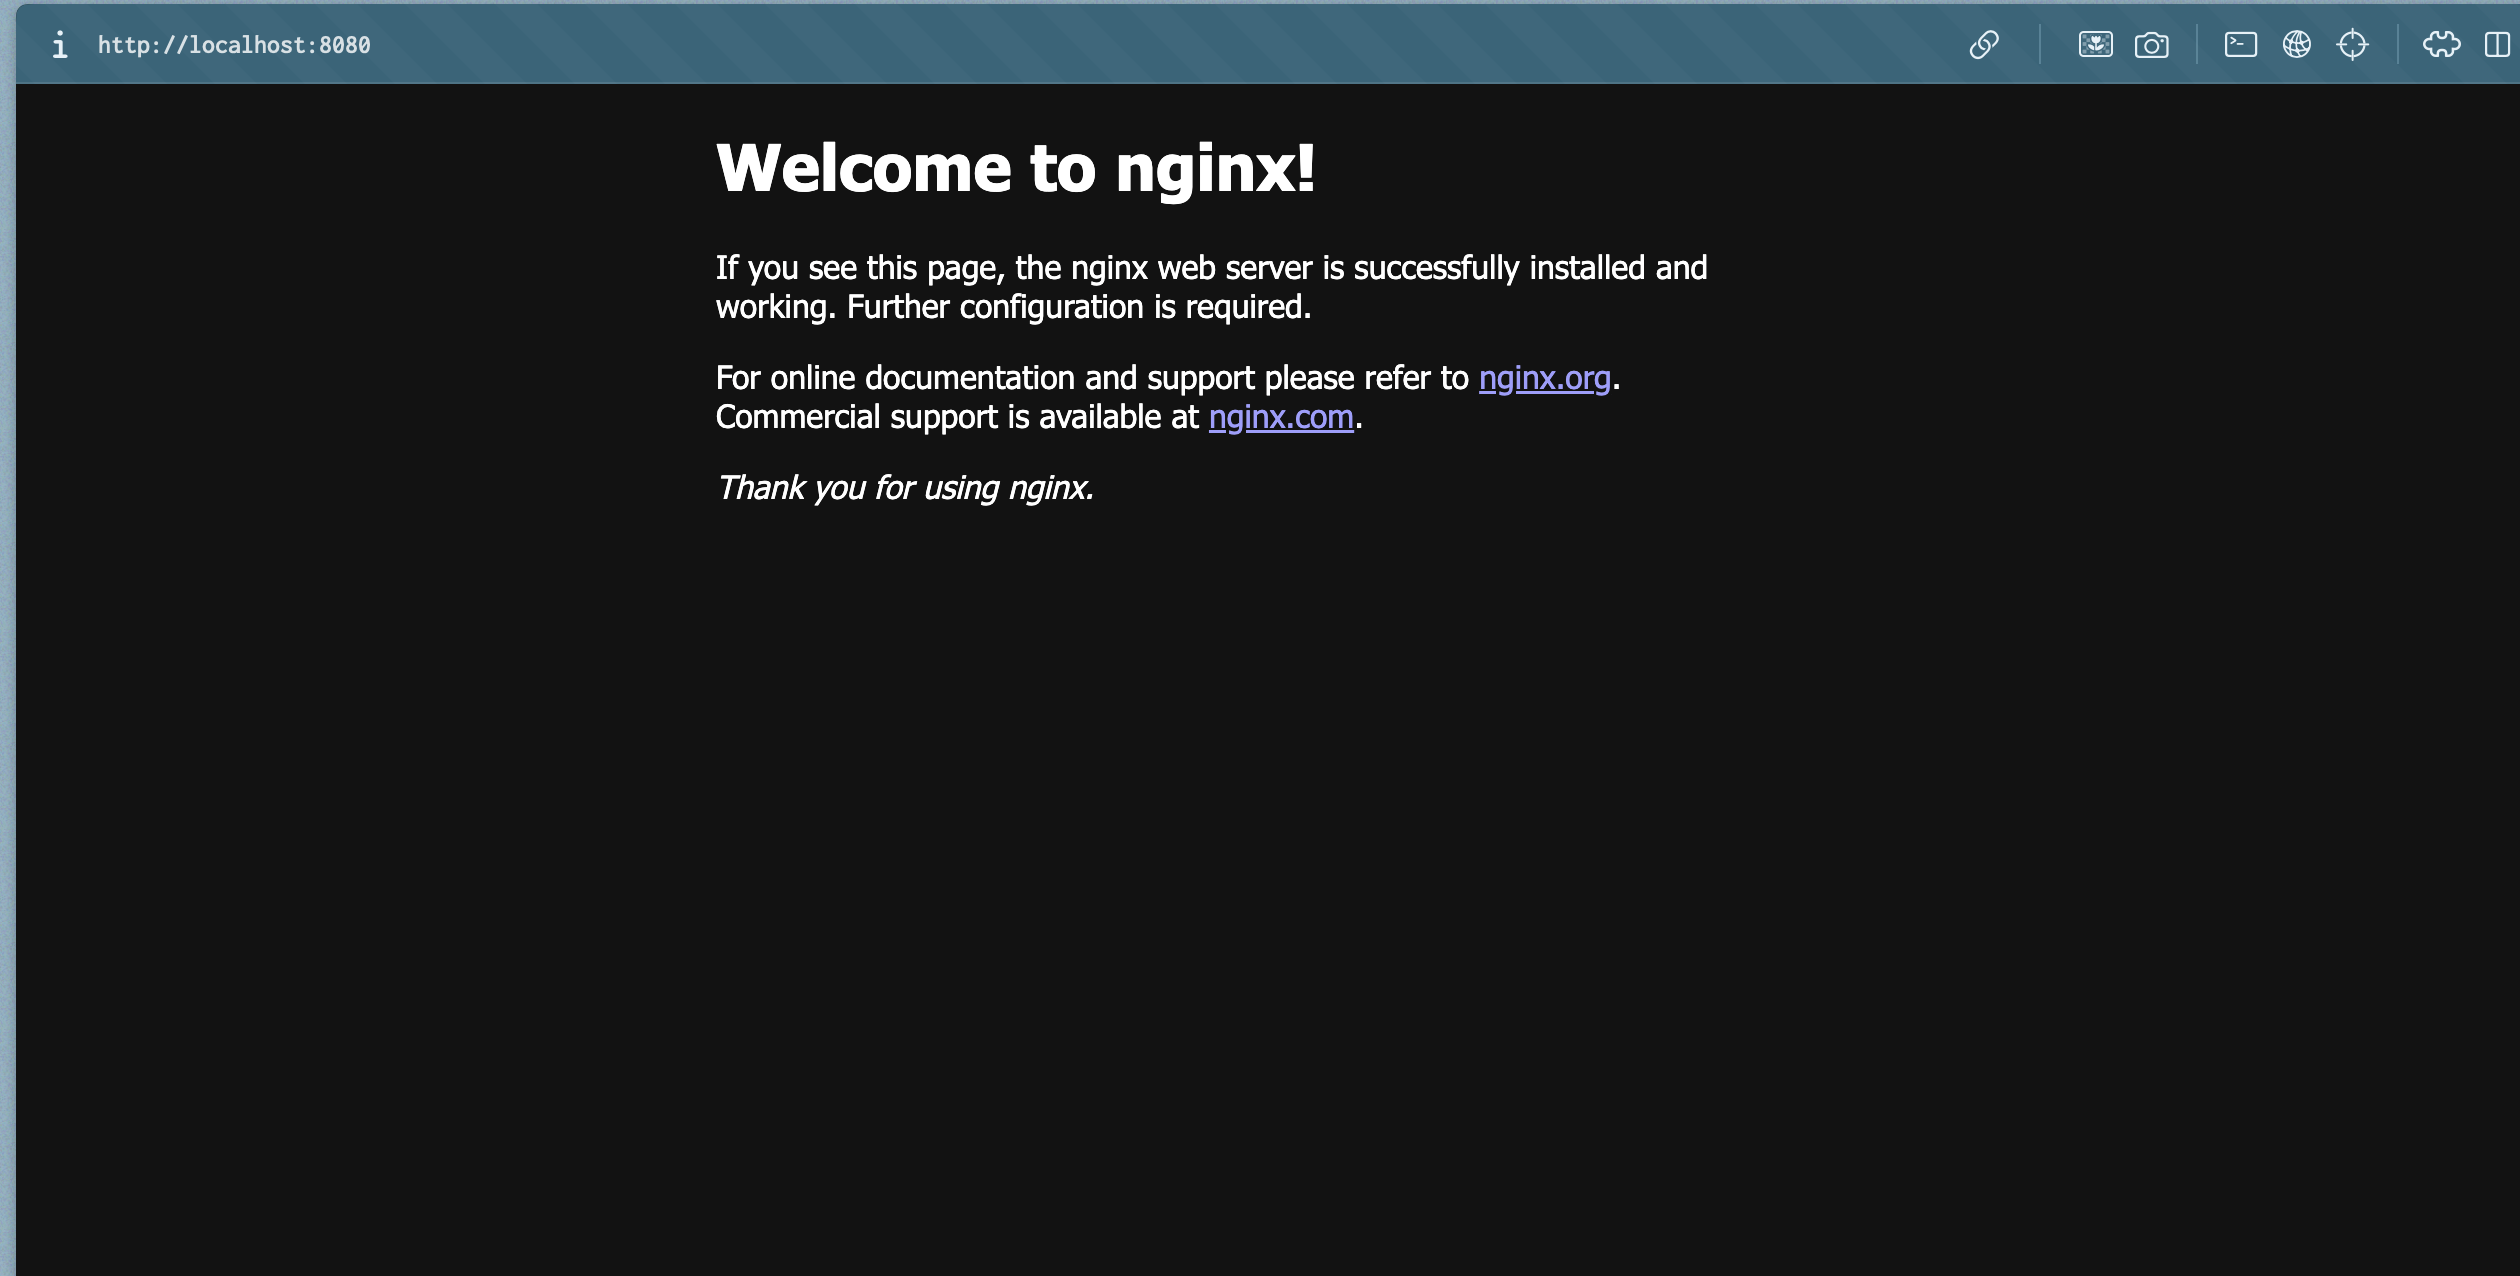 http://localhost:8080
Welcome to nginx!
If you see this page, the nginx web server is successfully installed and
working. Further configuration is required.
For online documentation and support please refer to nginx.org.
Commercial support is available at nginx.com.
Thank you for using nginx.